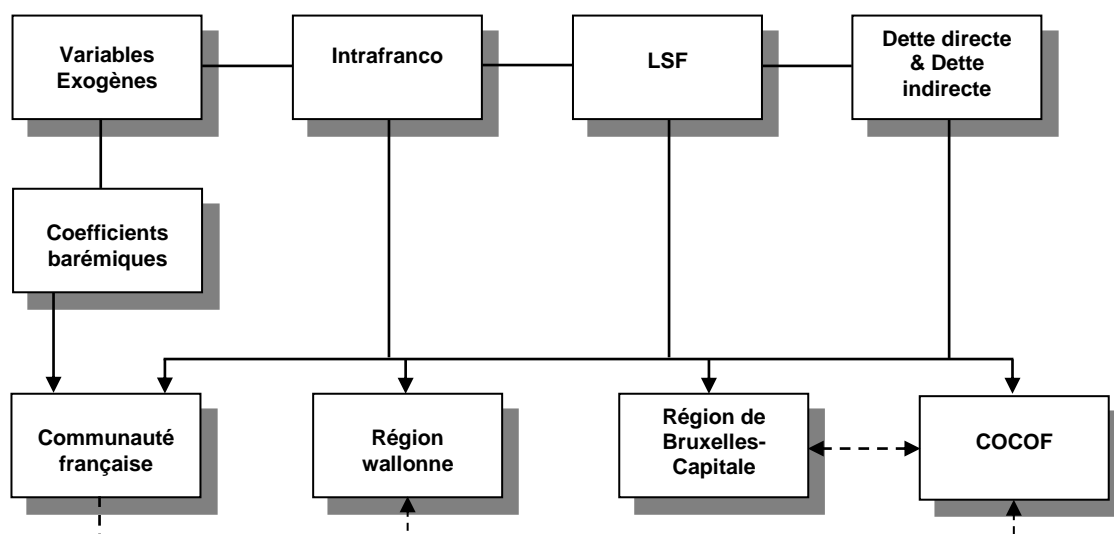 Variables
Exogènes
Intrafranco
LSF
Dette directe
& Dette
indirecte
Coefficients
barémiques
Communauté
française
Région
wallonne
Région de
Bruxelles-
Capitale
COCOF